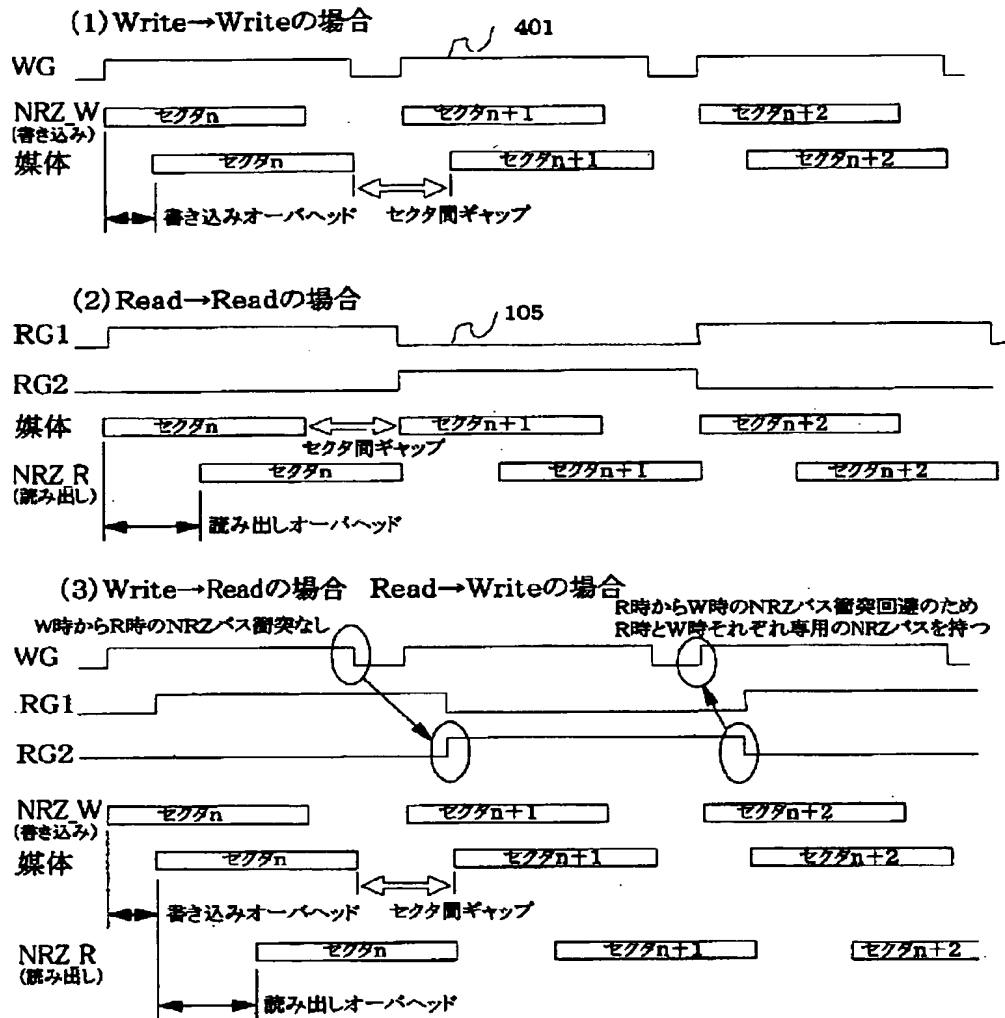 (1) Write→Writeの場合
401
WG
NRZ_W
(書き込み)
セクタn
セクタn+1
セクタn+2
媒体
セクタn
セクタn+1
セクタn+2
書き込みオーバヘッド
セクタ間ギャップ
(2) Read→Readの場合
105
RG1
RG2
媒体
セクタn
セクタn+1
セクタn+2
セクタ間ギャップ
NRZ_R
(読み出し)
セクタn
セクタn+1
セクタn+2
読み出しオーバヘッド
(3) Write→Readの場合 Read→Writeの場合
W時からR時のNRZバス衝突なし
R時からW時のNRZバス衝突回避のため
R時とW時それぞれ専用のNRZバスを持つ
WG
RG1
RG2
NRZ_W
(書き込み)
セクタn
セクタn+1
セクタn+2
媒体
セクタn
セクタn+1
セクタn+2
書き込みオーバヘッド
セクタ間ギャップ
NRZ_R
(読み出し)
セクタn
セクタn+1
セクタn+2
読み出しオーバヘッド